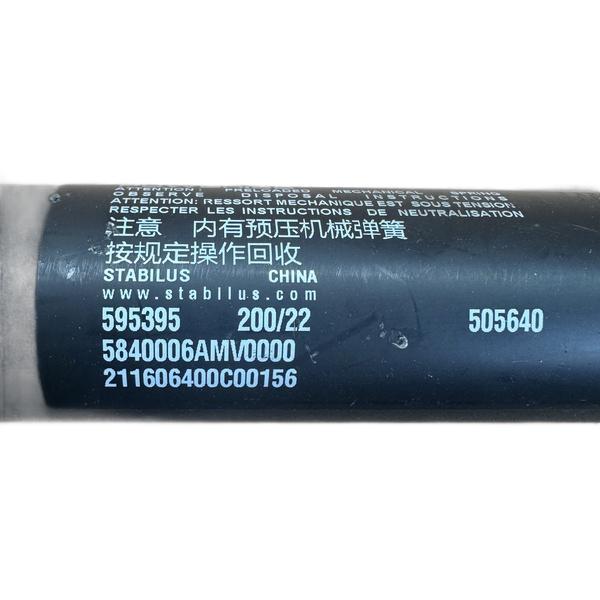 ATTENTION: PRELOADED MECHANICAL SPRING
OBSERVE DISPOSAL INSTRUCTIONS
ATTENTION: RESSORT MECHANIQUE EST SOUS TENSION
RESPECTER LES INSTRUCTIONS DE NEUTRALISATION
注意 内有预压机械弹簧
按规定操作回收
STABILUS CHINA
www.stabilus.com
595395 200/22 505640
5840006AMV0000
211606400C00156